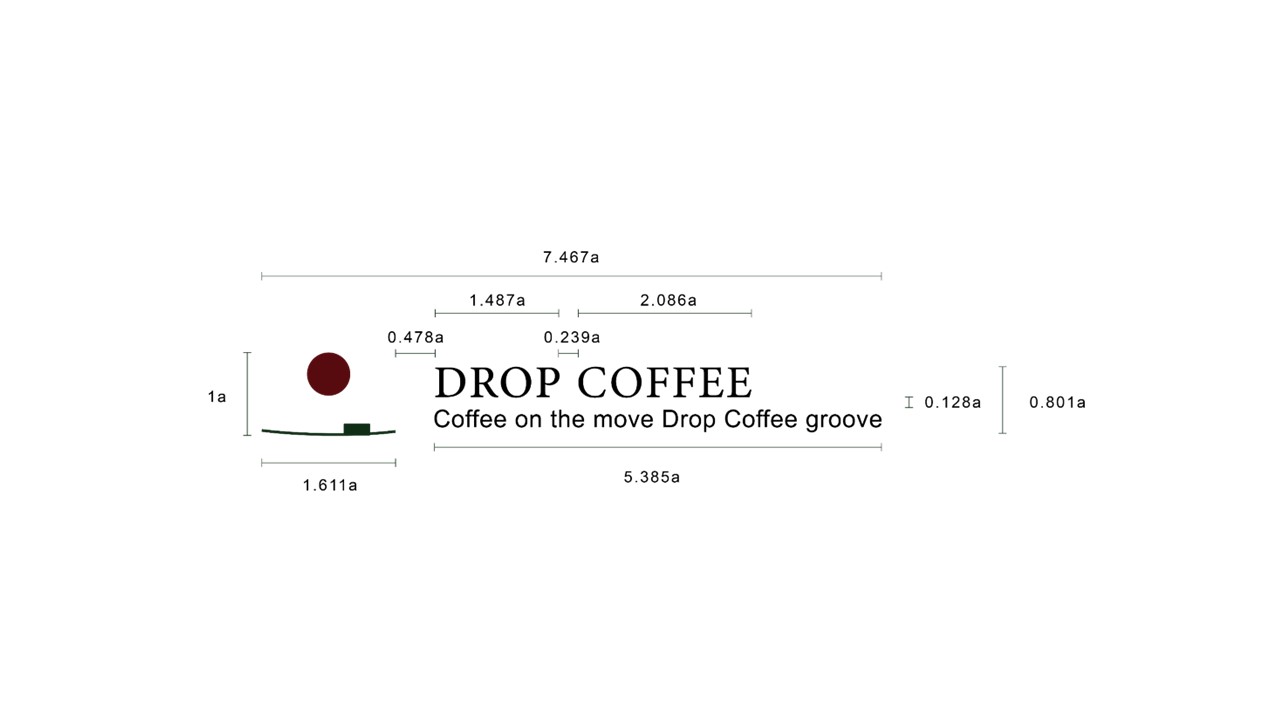 7.467a
1.487a 2.086a
0.478a 0.239a
1a
DROP COFFEE
Coffee on the move Drop Coffee groove
0.128a 0.801a
5.385a
1.611a